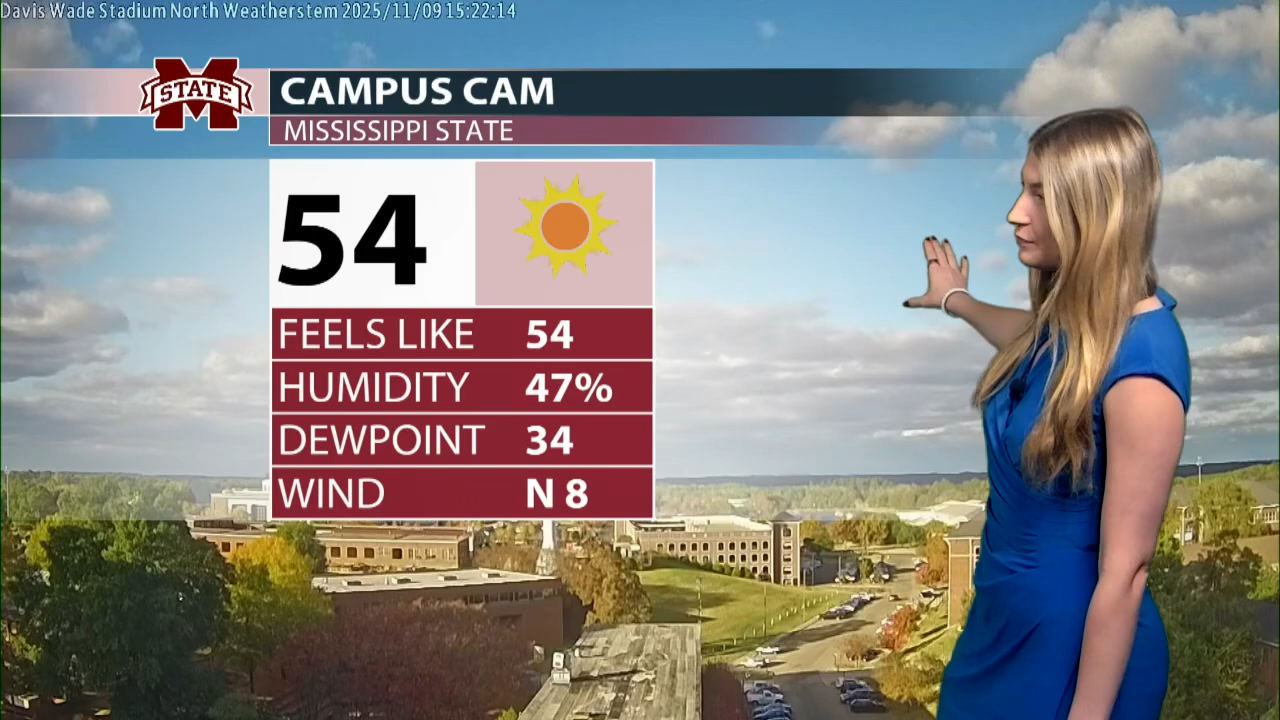 Davis Wade Stadium North Weatherstem 2025/11/09 15:22:14
STATE
CAMPUS CAM
MISSISSIPPI STATE
54
FEELS LIKE 54
HUMIDITY 47%
DEWPOINT 34
WIND N 8